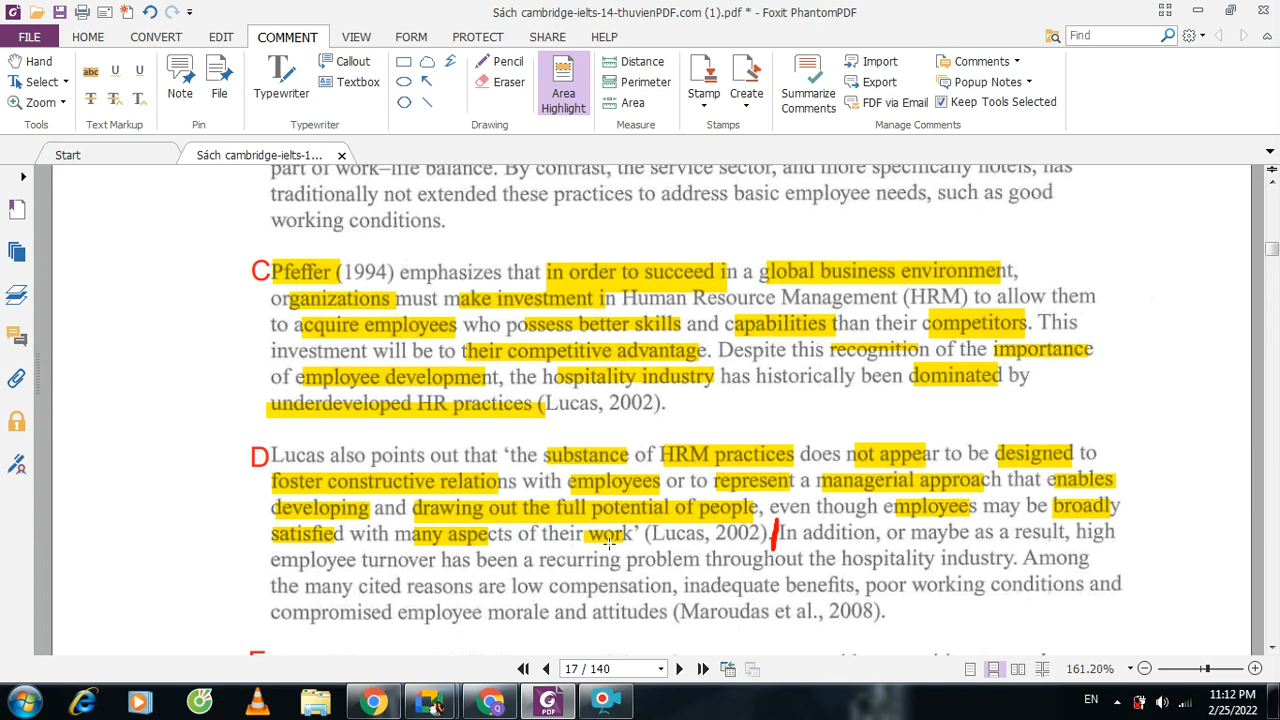 Sách cambridge-ielts-14-thuvienPDF.com (1).pdf * - Foxit PhantomPDF
FILE HOME CONVERT EDIT COMMENT VIEW FORM PROTECT SHARE HELP Find
Hand Select Zoom Tools
abc U U T T T Text Markup
Note File Pin
Typewriter Callout Textbox Typewriter
Pencil Eraser Drawing
Area Highlight
Distance Perimeter Area Measure
Stamp Create Stamps
Summarize Comments Import Export FDF via Email Comments Popup Notes Keep Tools Selected Manage Comments
Start Sách cambridge-ielts-1...
part of work–life balance. By contrast, the service sector, and more specifically hotels, has
traditionally not extended these practices to address basic employee needs, such as good
working conditions.
C Pfeffer (1994) emphasizes that in order to succeed in a global business environment,
organizations must make investment in Human Resource Management (HRM) to allow them
to acquire employees who possess better skills and capabilities than their competitors. This
investment will be to their competitive advantage. Despite this recognition of the importance
of employee development, the hospitality industry has historically been dominated by
underdeveloped HR practices (Lucas, 2002).
D Lucas also points out that ‘the substance of HRM practices does not appear to be designed to
foster constructive relations with employees or to represent a managerial approach that enables
developing and drawing out the full potential of people, even though employees may be broadly
satisfied with many aspects of their work’ (Lucas, 2002). In addition, or maybe as a result, high
employee turnover has been a recurring problem throughout the hospitality industry. Among
the many cited reasons are low compensation, inadequate benefits, poor working conditions and
compromised employee morale and attitudes (Maroudas et al., 2008).
17 / 140 161.20%
EN 11:12 PM
2/25/2022